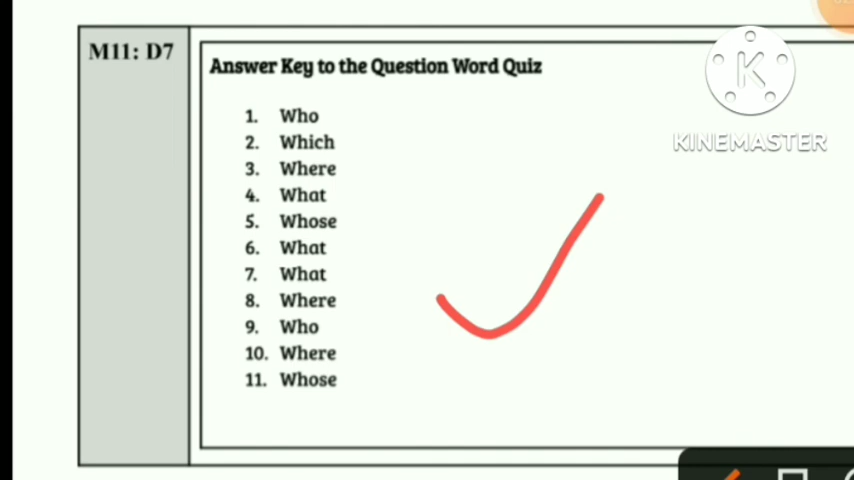 M11: D7
Answer Key to the Question Word Quiz
1. Who
2. Which
3. Where
4. What
5. Whose
6. What
7. What
8. Where
9. Who
10. Where
11. Whose
KINEMASTER